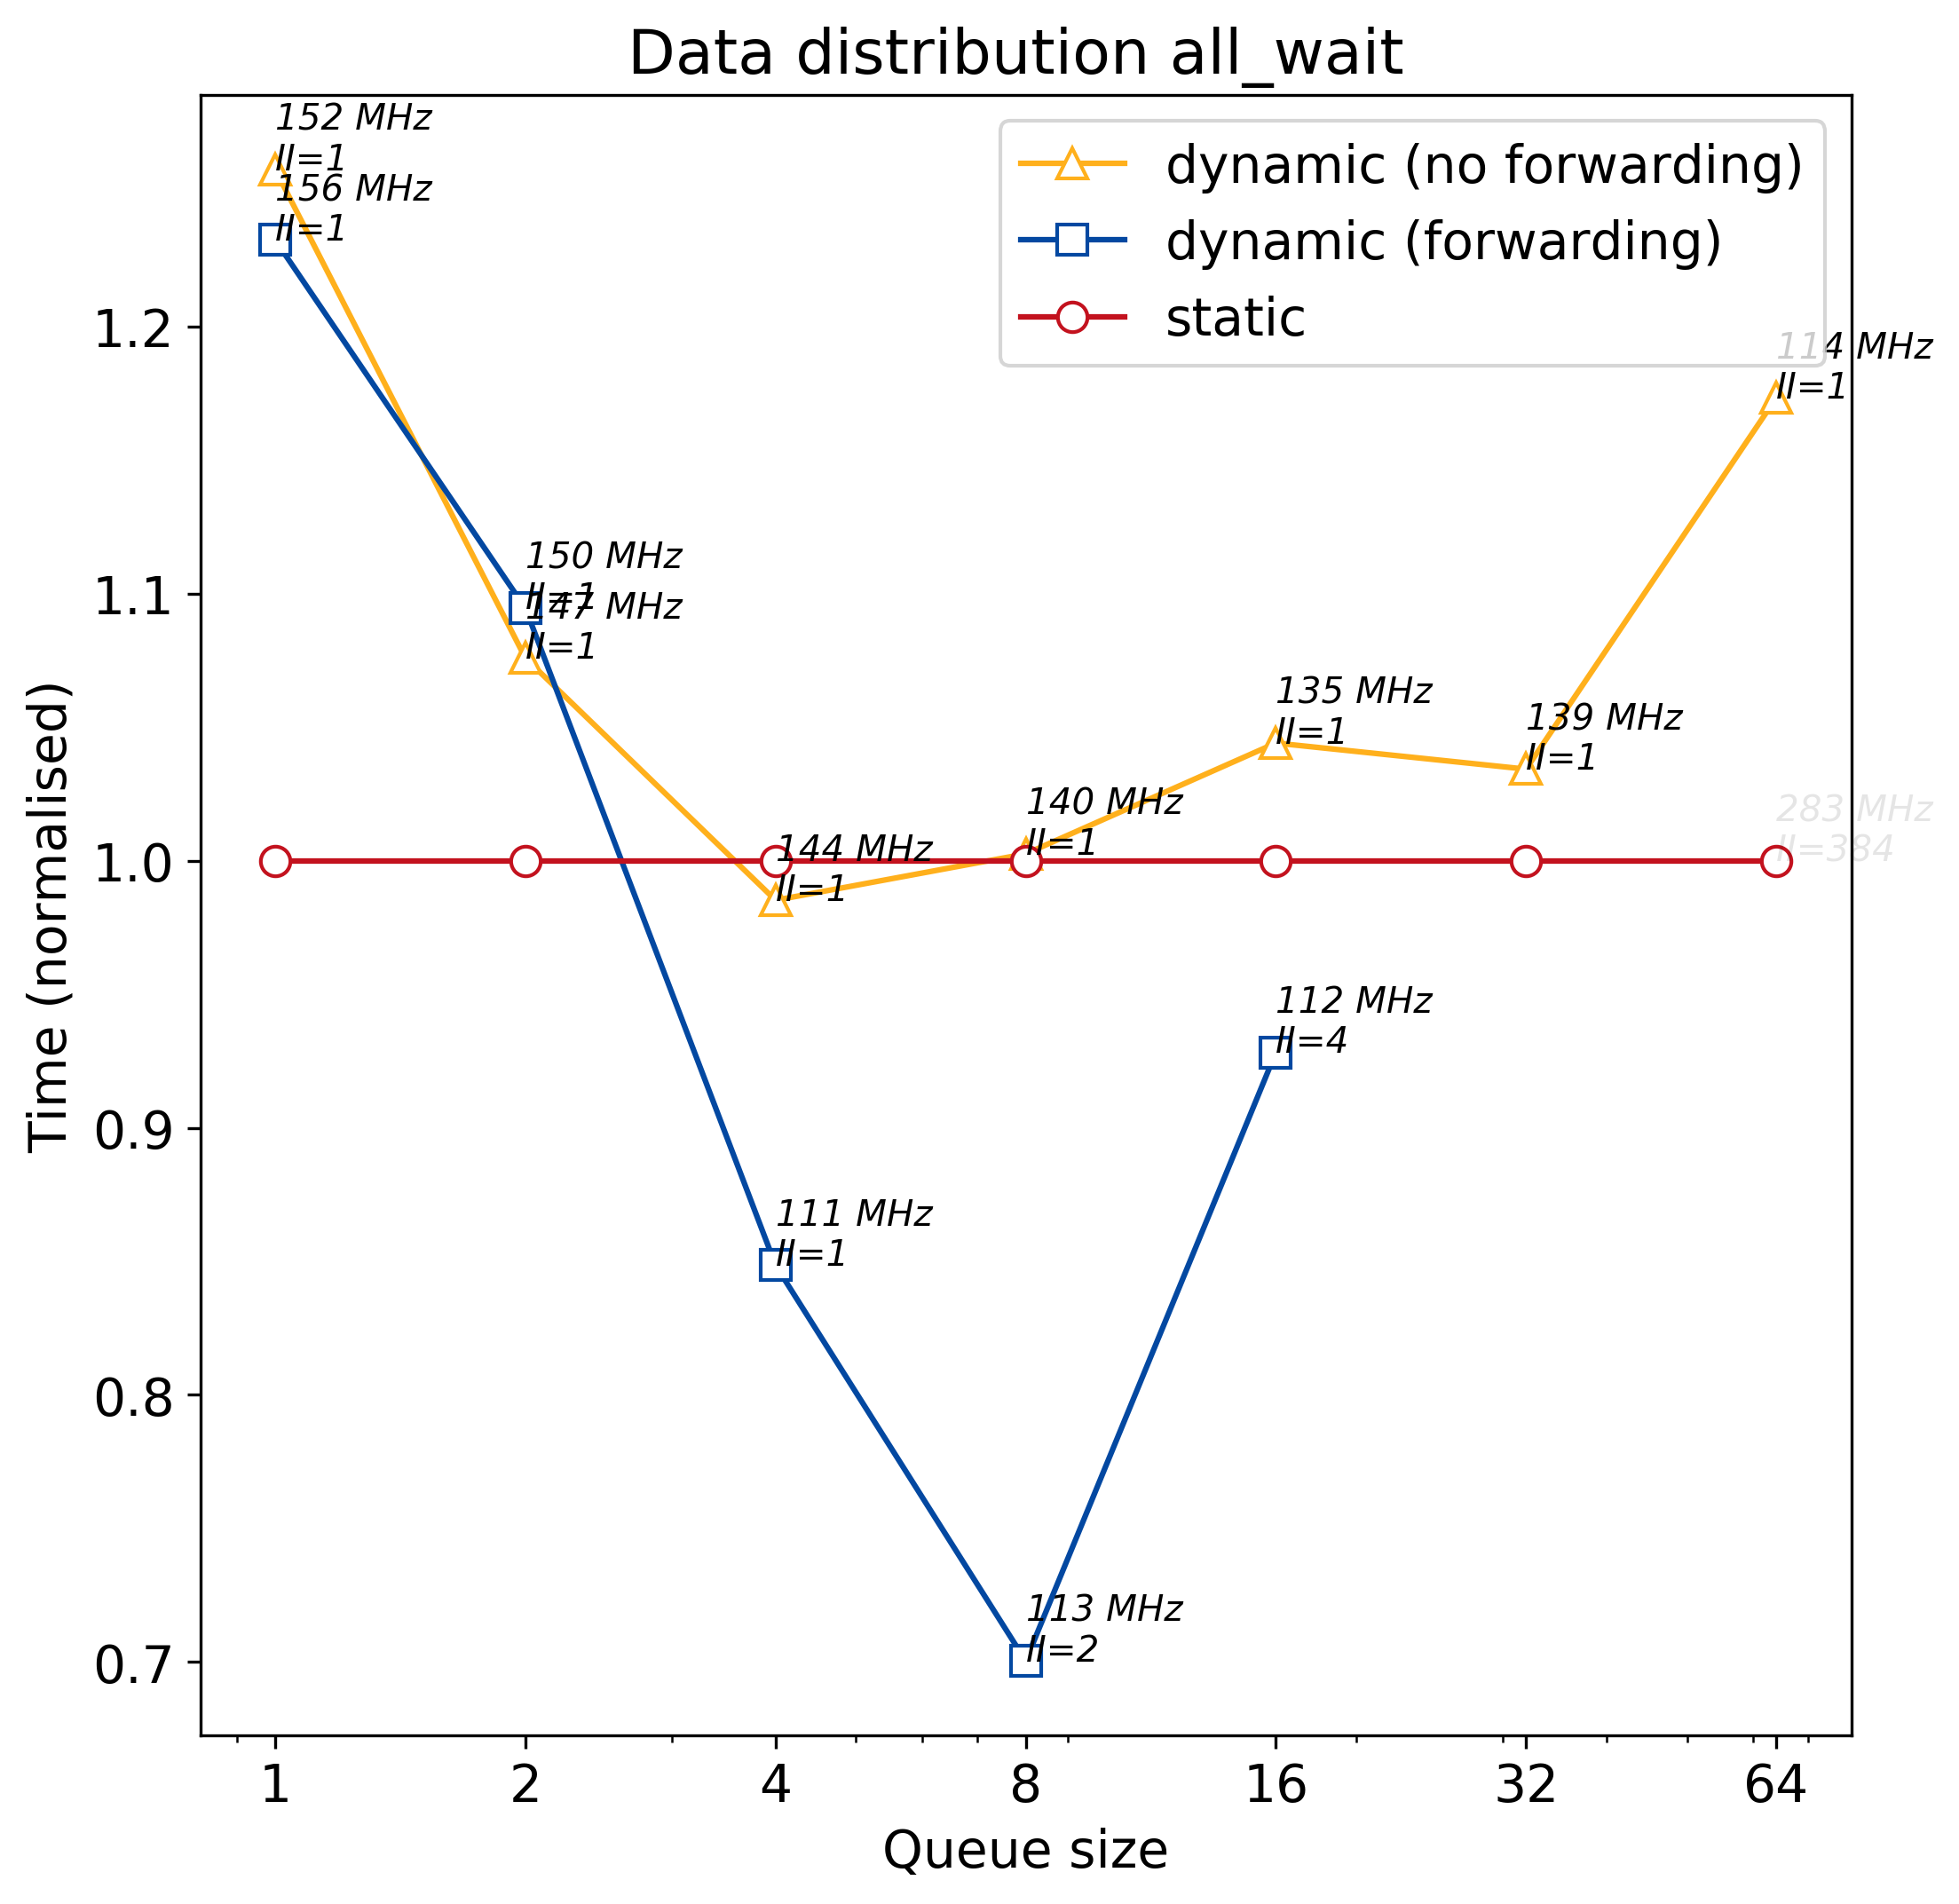 Data distribution all_wait
152 MHz
II=1
156 MHz
II=1
dynamic (no forwarding)
dynamic (forwarding)
static
114 MHz
II=1
150 MHz
II=1
147 MHz
II=1
135 MHz
II=1
139 MHz
II=1
140 MHz
II=1
144 MHz
II=1
283 MHz
II=384
112 MHz
II=4
111 MHz
II=1
113 MHz
II=2
Time (normalised)
1.2
1.1
1.0
0.9
0.8
0.7
1 2 4 8 16 32 64
Queue size